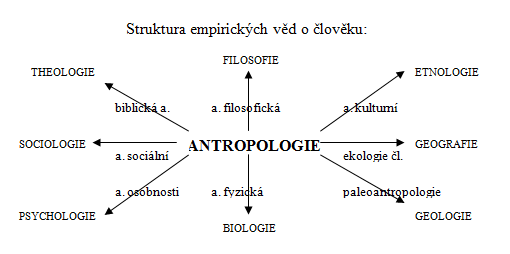 Struktura empirických věd o člověku:
FILOSOFIE
THEOLOGIE
ETNOLOGIE
biblická a.
a. filosofická
a. kulturní
SOCIOLOGIE
ANTROPOLOGIE
GEOGRAFIE
a. sociální
ekologie čl.
a. osobnosti
a. fyzická
paleoantropologie
PSYCHOLOGIE
GEOLOGIE
BIOLOGIE